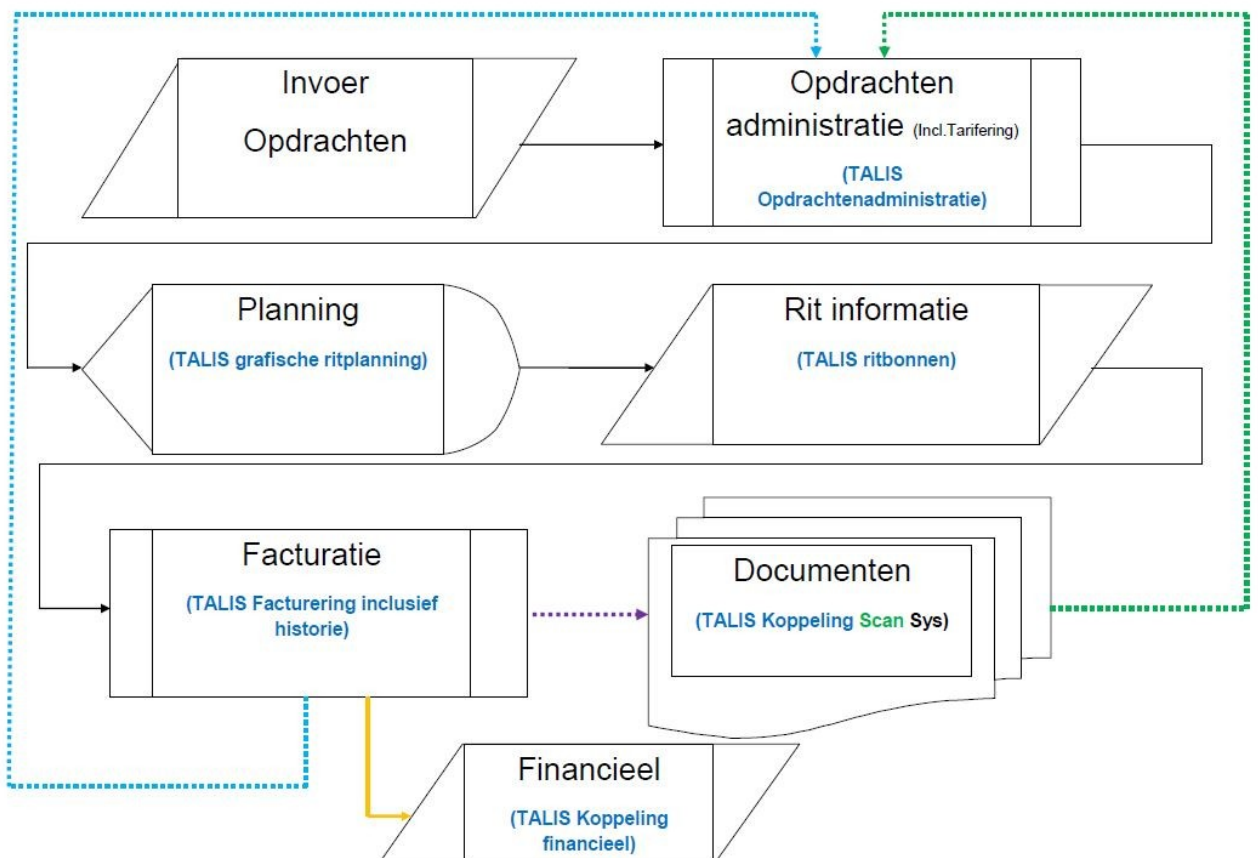 Invoer
Opdrachten
Opdrachten
administratie (Incl.Tarifering)
(TALIS
Opdrachtenadministratie)
Planning
(TALIS grafische ritplanning)
Rit informatie
(TALIS ritbonnen)
Facturatie
(TALIS Facturering inclusief
historie)
Documenten
(TALIS Koppeling Scan Sys)
Financieel
(TALIS Koppeling
financieel)